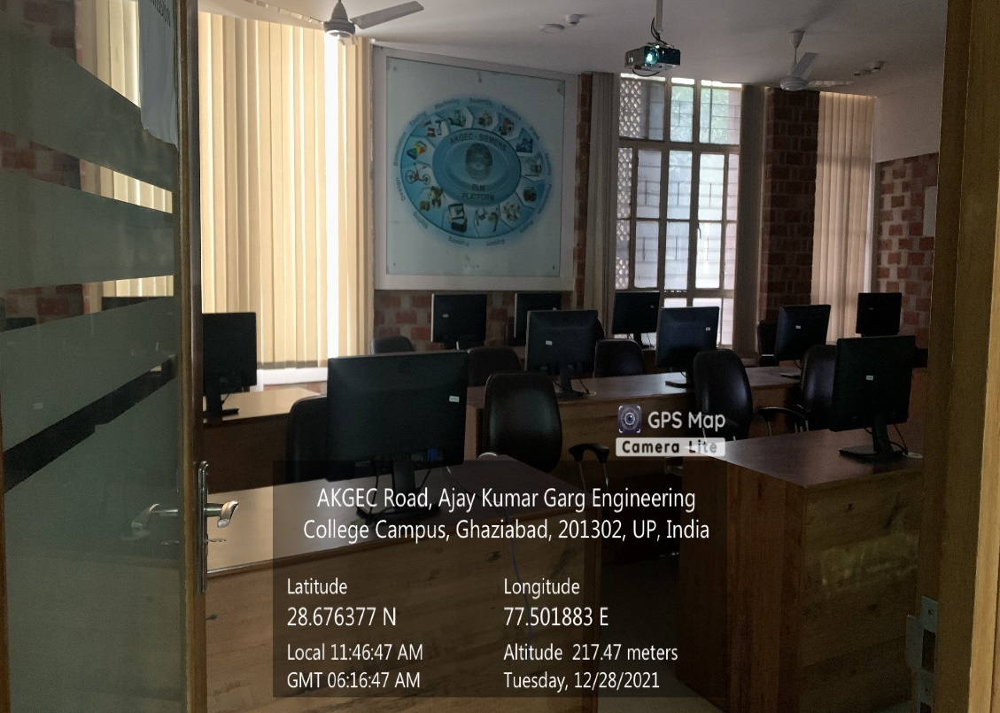 AKGEC - SIEMENS
PLM
PLATFORM
GPS Map
Camera Lite
AKGEC Road, Ajay Kumar Garg Engineering
College Campus, Ghaziabad, 201302, UP, India
Latitude
28.676377 N
Longitude
77.501883 E
Local 11:46:47 AM
GMT 06:16:47 AM
Altitude 217.47 meters
Tuesday, 12/28/2021